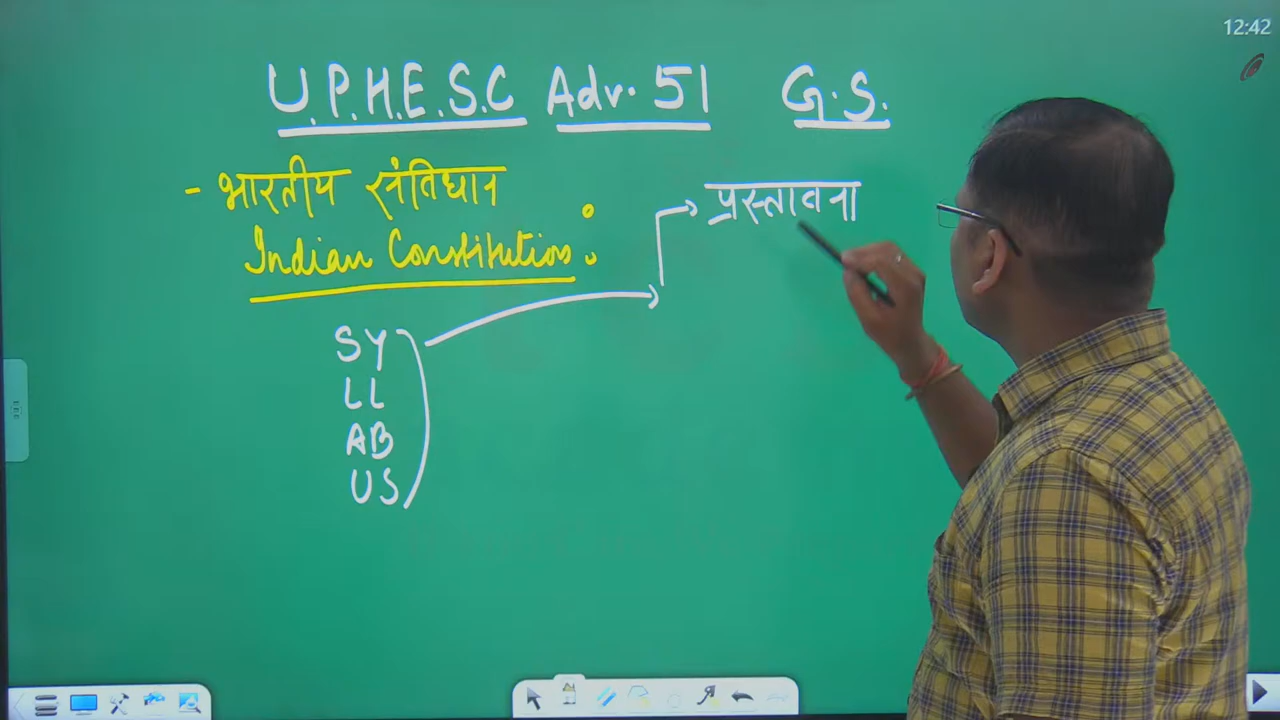 12:42
U.P.H.E.S.C Adv. 51 G.S.
- भारतीय संविधान
Indian Constitution :
प्रस्तावना
SY
LL
AB
US